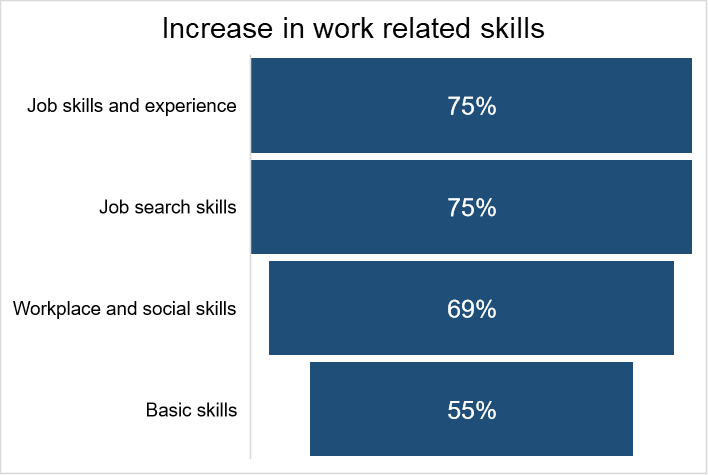 Increase in work related skills
Job skills and experience 75%
Job search skills 75%
Workplace and social skills 69%
Basic skills 55%